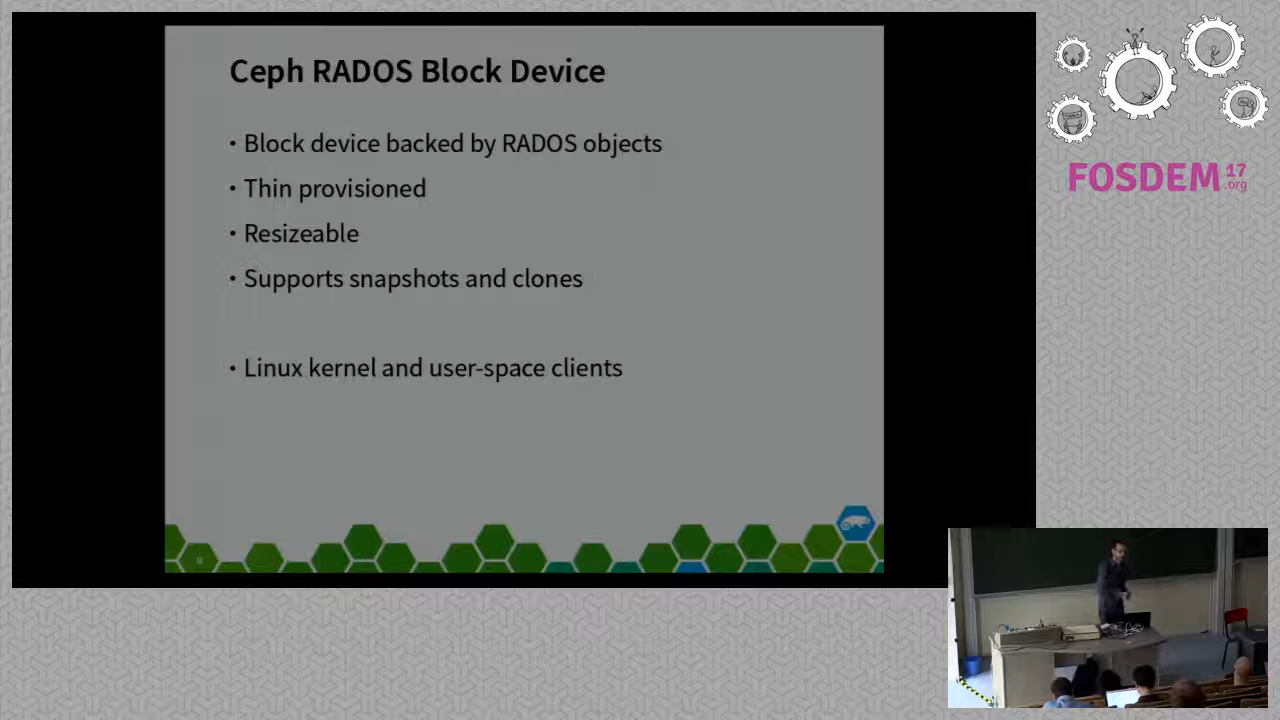 Ceph RADOS Block Device
• Block device backed by RADOS objects
• Thin provisioned
• Resizeable
• Supports snapshots and clones
• Linux kernel and user-space clients
8
FOSDEM 17
.org